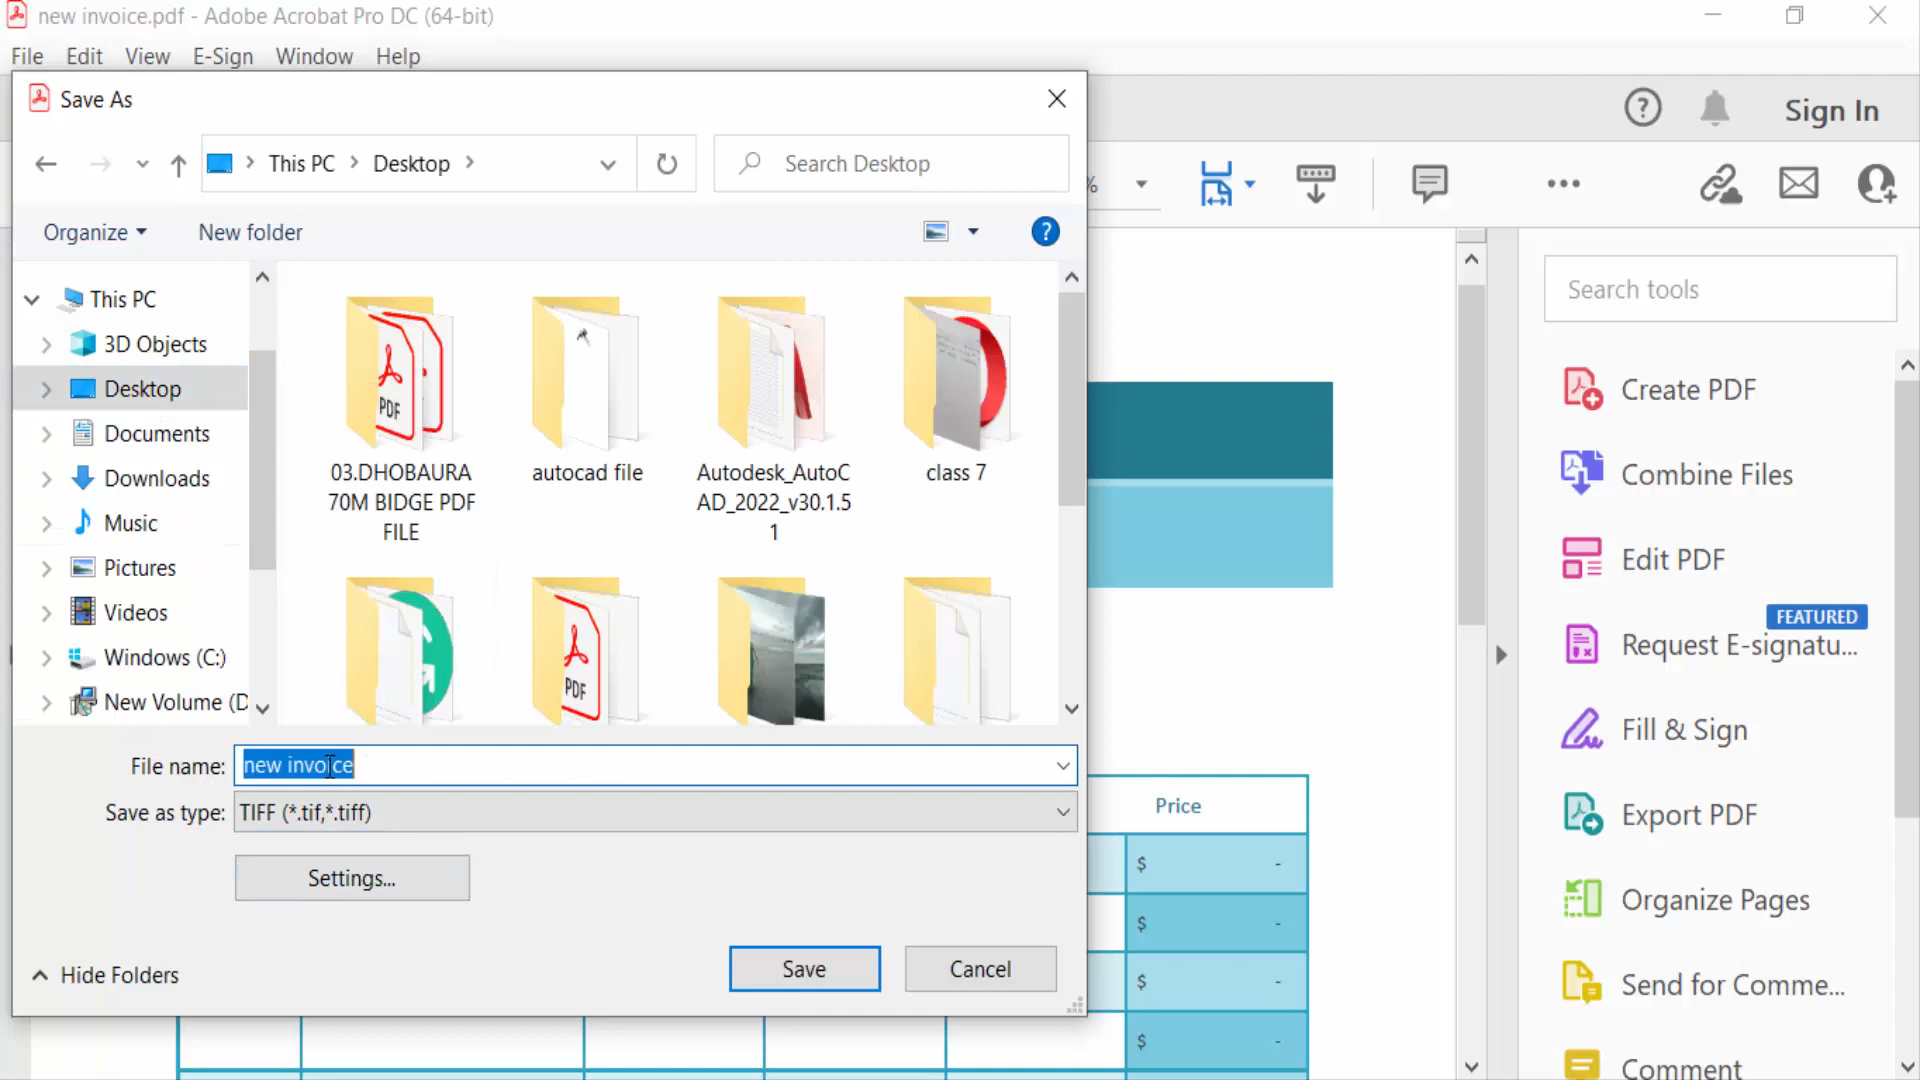 new invoice.pdf - Adobe Acrobat Pro DC (64-bit)
File Edit View E-Sign Window Help
Save As
Sign In
This PC Desktop
Search Desktop
%
Organize
New folder
This PC
3D Objects
Desktop
Documents
Downloads
Music
Pictures
Videos
Windows (C:)
New Volume (D
PDF
03.DHOBAURA
70M BIDGE PDF
FILE
autocad file
Autodesk_AutoC
AD_2022_v30.1.5
1
class 7
PDF
File name: new invoice
Save as type: TIFF (*.tif,*.tiff)
Settings...
Hide Folders
Save
Cancel
Price
$ -
$ -
$ -
$ -
Search tools
Create PDF
Combine Files
Edit PDF
FEATURED
Request E-signatu...
Fill & Sign
Export PDF
Organize Pages
Send for Comme...
Comment